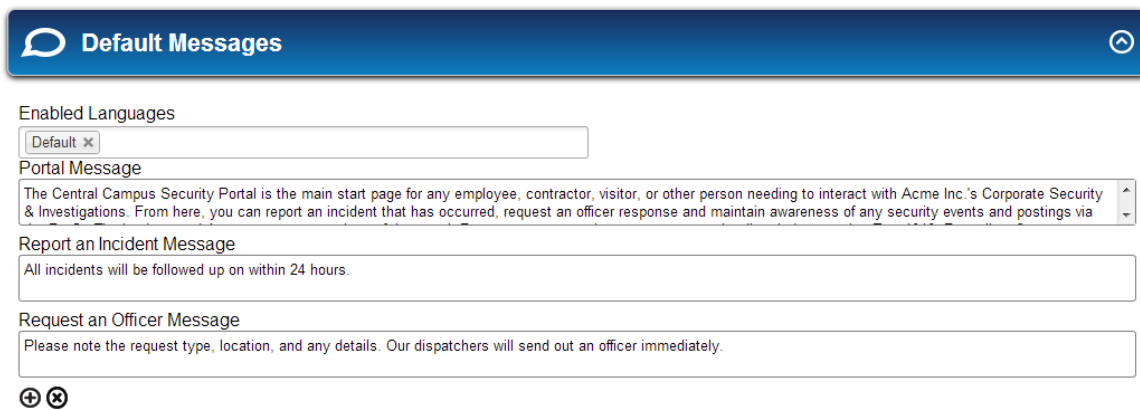 Default Messages
Enabled Languages
Default
Portal Message
The Central Campus Security Portal is the main start page for any employee, contractor, visitor, or other person needing to interact with Acme Inc.'s Corporate Security
& Investigations. From here, you can report an incident that has occurred, request an officer response and maintain awareness of any security events and postings via
Report an Incident Message
All incidents will be followed up on within 24 hours.
Request an Officer Message
Please note the request type, location, and any details. Our dispatchers will send out an officer immediately.